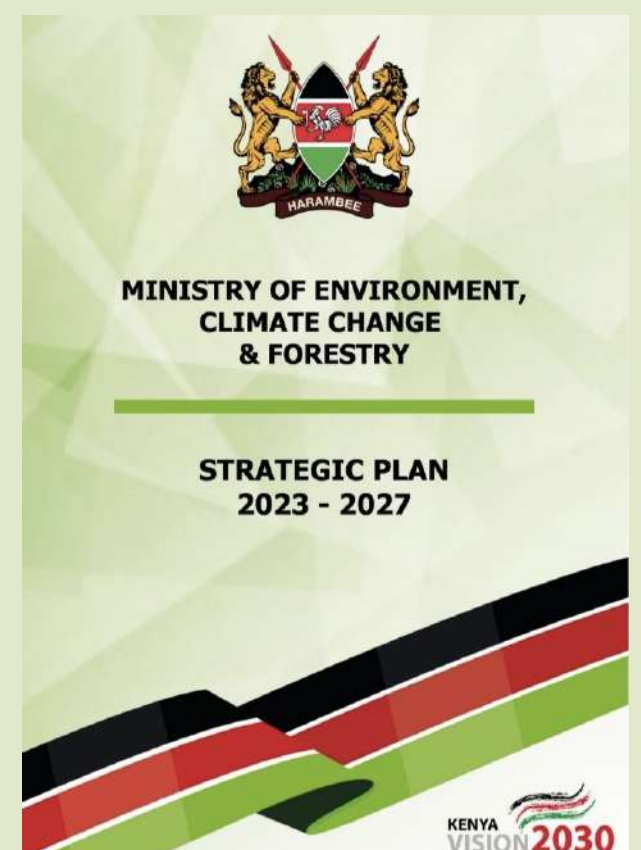 HARAMBEE
MINISTRY OF ENVIRONMENT,
CLIMATE CHANGE
& FORESTRY
STRATEGIC PLAN
2023 - 2027
KENYA
VISION 2030